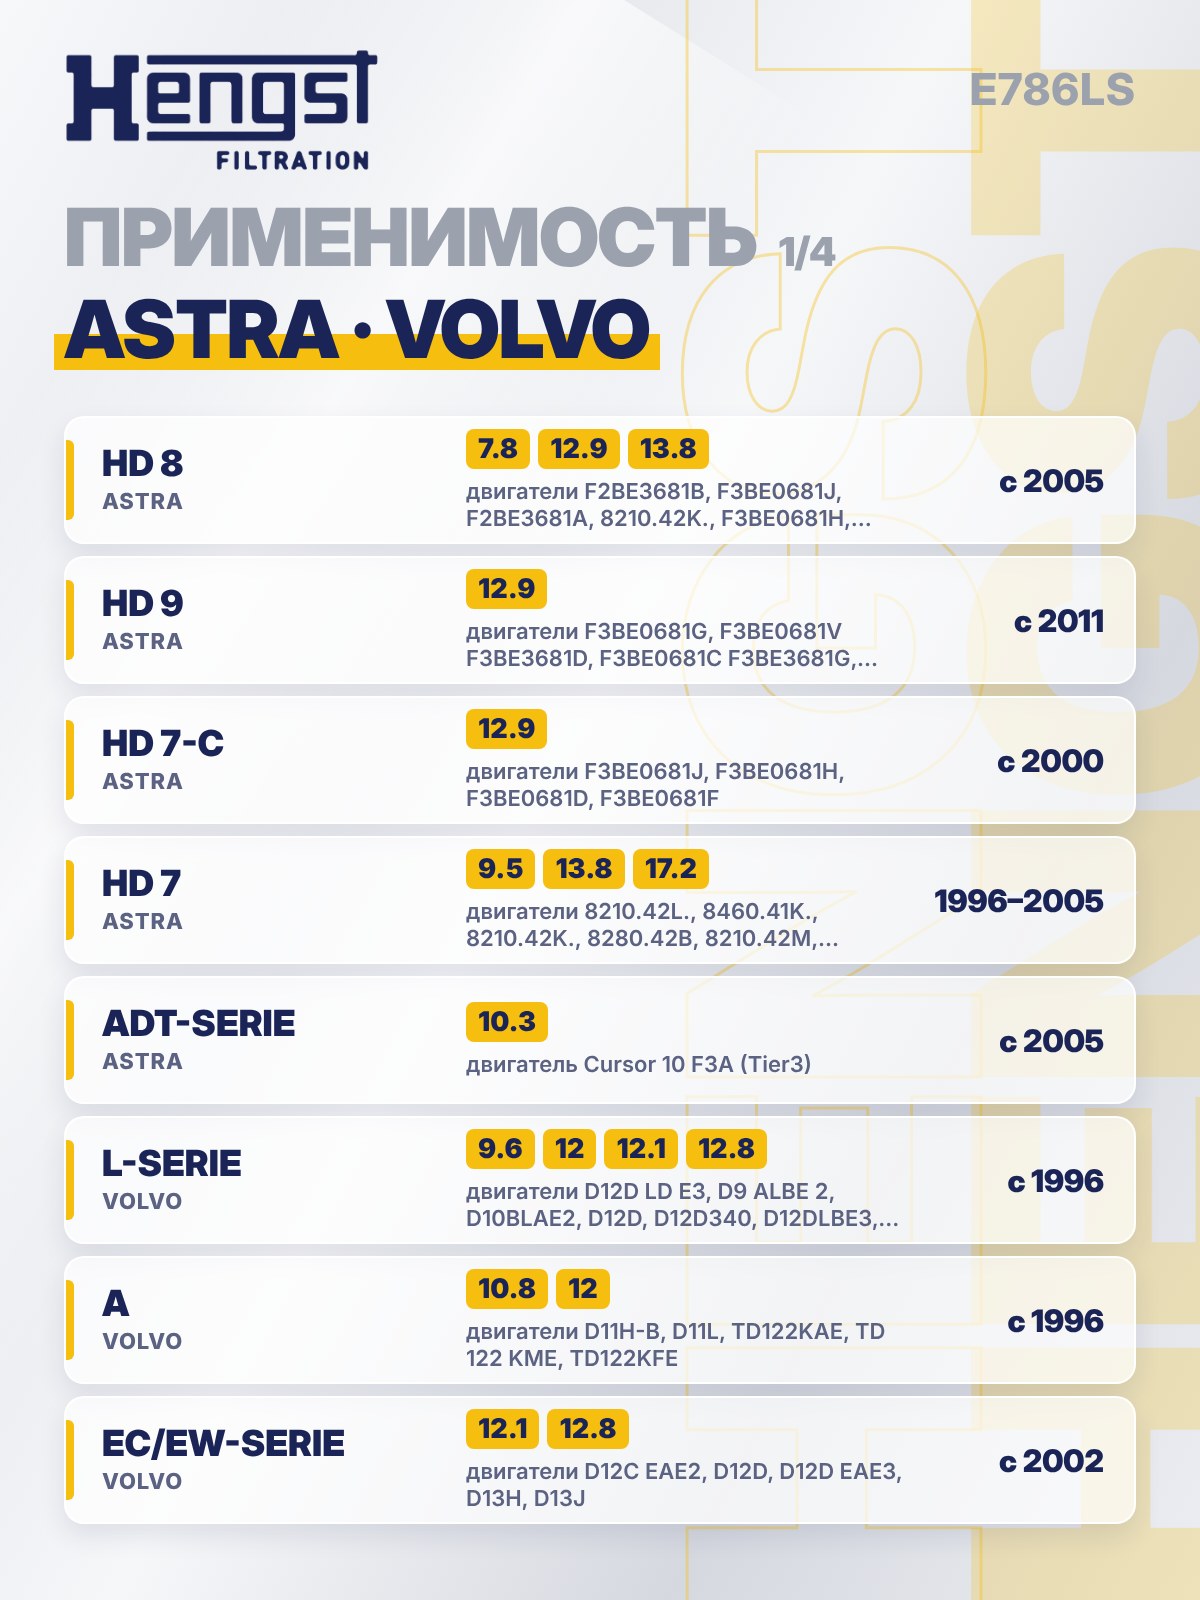 Hengst
FILTRATION
E786LS
ПРИМЕНИМОСТЬ 1/4
ASTRA · VOLVO
HD 8
ASTRA
7.8 12.9 13.8
двигатели F2BE3681B, F3BE0681J,
F2BE3681A, 8210.42K., F3BE0681H,...
с 2005
HD 9
ASTRA
12.9
двигатели F3BE0681G, F3BE0681V
F3BE3681D, F3BE0681C F3BE3681G,...
с 2011
HD 7-C
ASTRA
12.9
двигатели F3BE0681J, F3BE0681H,
F3BE0681D, F3BE0681F
с 2000
HD 7
ASTRA
9.5 13.8 17.2
двигатели 8210.42L., 8460.41K.,
8210.42K., 8280.42B, 8210.42M,...
1996–2005
ADT-SERIE
ASTRA
10.3
двигатель Cursor 10 F3A (Tier3)
с 2005
L-SERIE
VOLVO
9.6 12 12.1 12.8
двигатели D12D LD E3, D9 ALBE 2,
D10BLAE2, D12D, D12D340, D12DLBE3,...
с 1996
A
VOLVO
10.8 12
двигатели D11H-B, D11L, TD122KAE, TD
122 KME, TD122KFE
с 1996
EC/EW-SERIE
VOLVO
12.1 12.8
двигатели D12C EAE2, D12D, D12D EAE3,
D13H, D13J
с 2002
HENGST